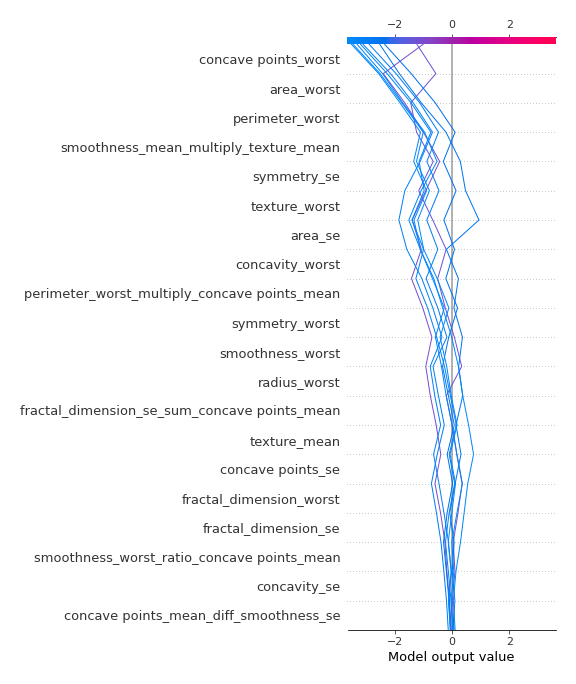 −2 0 2
concave points_worst
area_worst
perimeter_worst
smoothness_mean_multiply_texture_mean
symmetry_se
texture_worst
area_se
concavity_worst
perimeter_worst_multiply_concave points_mean
symmetry_worst
smoothness_worst
radius_worst
fractal_dimension_se_sum_concave points_mean
texture_mean
concave points_se
fractal_dimension_worst
fractal_dimension_se
smoothness_worst_ratio_concave points_mean
concavity_se
concave points_mean_diff_smoothness_se
−2 0 2
Model output value